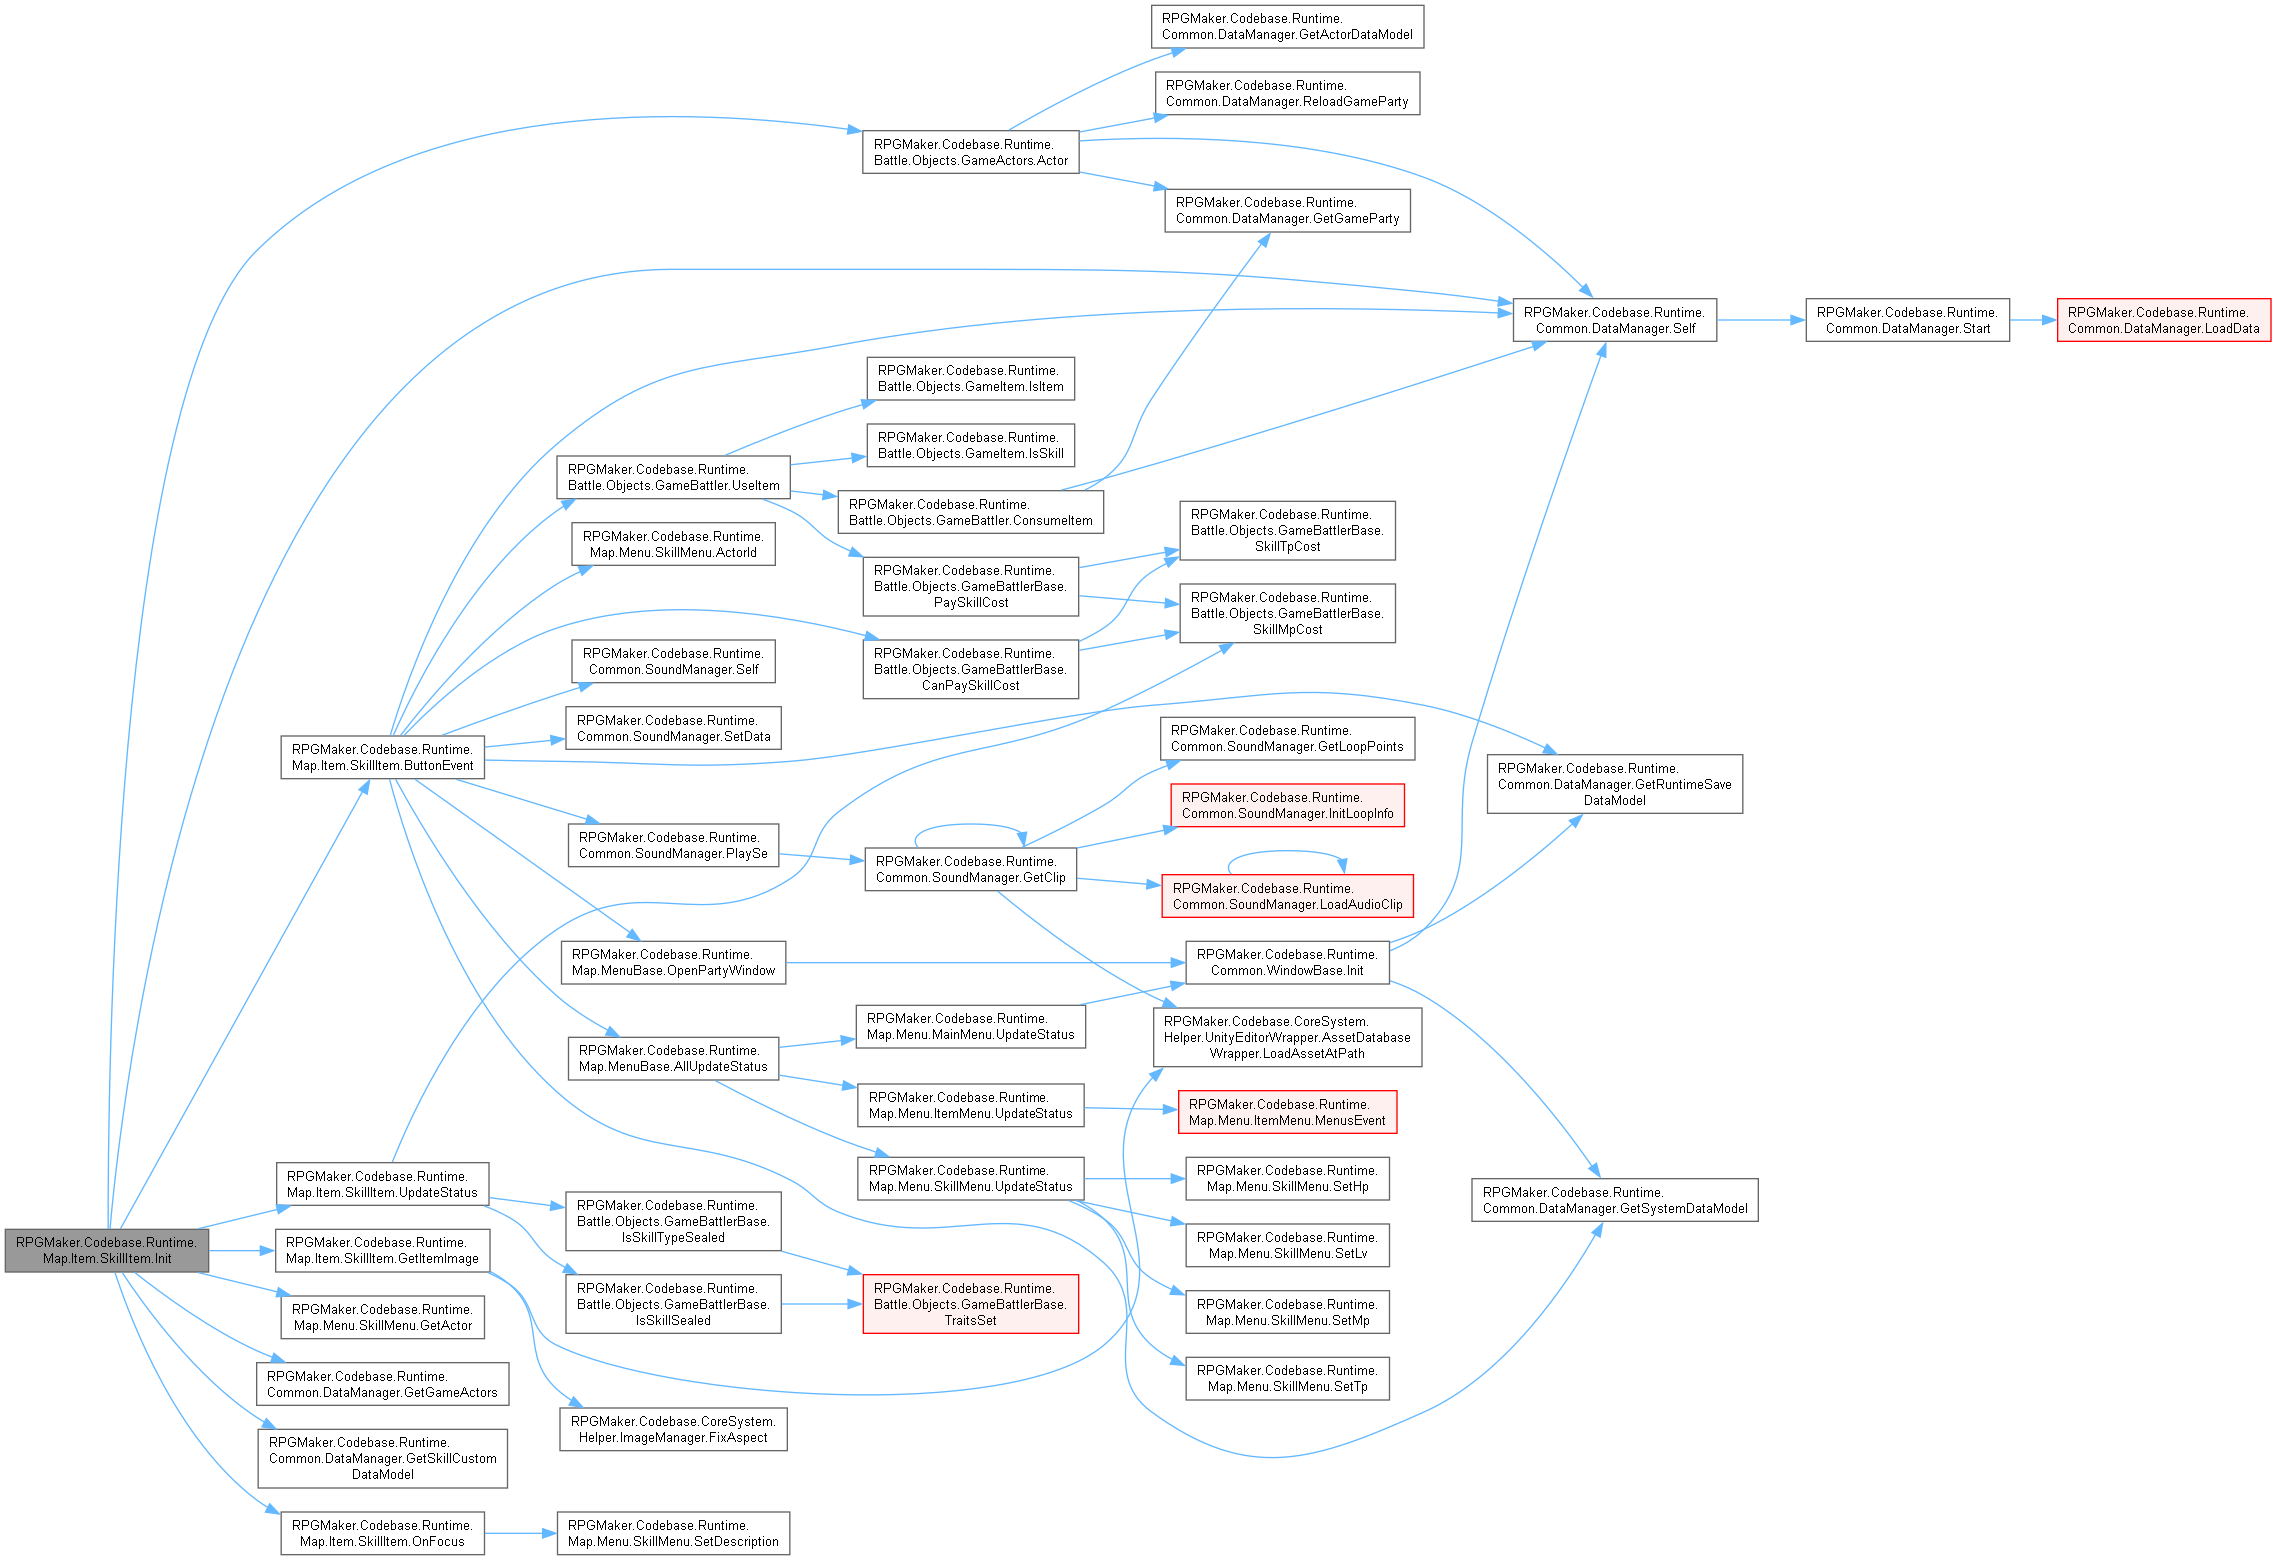 RPGMaker.Codebase.Runtime.
Common.DataManager.GetActorDataModel
RPGMaker.Codebase.Runtime.
Common.DataManager.ReloadGameParty
RPGMaker.Codebase.Runtime.
Battle.Objects.GameActors.Actor
RPGMaker.Codebase.Runtime.
Common.DataManager.GetGameParty
RPGMaker.Codebase.Runtime.
Common.DataManager.Self
RPGMaker.Codebase.Runtime.
Common.DataManager.Start
RPGMaker.Codebase.Runtime.
Common.DataManager.LoadData
RPGMaker.Codebase.Runtime.
Battle.Objects.GameItem.IsItem
RPGMaker.Codebase.Runtime.
Battle.Objects.GameItem.IsSkill
RPGMaker.Codebase.Runtime.
Battle.Objects.GameBattler.UseItem
RPGMaker.Codebase.Runtime.
Battle.Objects.GameBattler.ConsumeItem
RPGMaker.Codebase.Runtime.
Battle.Objects.GameBattlerBase.
SkillTpCost
RPGMaker.Codebase.Runtime.
Map.Menu.SkillMenu.ActorId
RPGMaker.Codebase.Runtime.
Battle.Objects.GameBattlerBase.
PaySkillCost
RPGMaker.Codebase.Runtime.
Battle.Objects.GameBattlerBase.
SkillMpCost
RPGMaker.Codebase.Runtime.
Common.SoundManager.Self
RPGMaker.Codebase.Runtime.
Battle.Objects.GameBattlerBase.
CanPaySkillCost
RPGMaker.Codebase.Runtime.
Common.SoundManager.SetData
RPGMaker.Codebase.Runtime.
Common.SoundManager.GetLoopPoints
RPGMaker.Codebase.Runtime.
Map.Item.SkillItem.ButtonEvent
RPGMaker.Codebase.Runtime.
Common.DataManager.GetRuntimeSave
DataModel
RPGMaker.Codebase.Runtime.
Common.SoundManager.InitLoopInfo
RPGMaker.Codebase.Runtime.
Common.SoundManager.PlaySe
RPGMaker.Codebase.Runtime.
Common.SoundManager.GetClip
RPGMaker.Codebase.Runtime.
Common.SoundManager.LoadAudioClip
RPGMaker.Codebase.Runtime.
Map.MenuBase.OpenPartyWindow
RPGMaker.Codebase.Runtime.
Common.WindowBase.Init
RPGMaker.Codebase.Runtime.
Map.Menu.MainMenu.UpdateStatus
RPGMaker.Codebase.CoreSystem.
Helper.UnityEditorWrapper.AssetDatabase
Wrapper.LoadAssetAtPath
RPGMaker.Codebase.Runtime.
Map.MenuBase.AllUpdateStatus
RPGMaker.Codebase.Runtime.
Map.Menu.ItemMenu.UpdateStatus
RPGMaker.Codebase.Runtime.
Map.Menu.ItemMenu.MenusEvent
RPGMaker.Codebase.Runtime.
Map.Item.SkillItem.UpdateStatus
RPGMaker.Codebase.Runtime.
Map.Menu.SkillMenu.UpdateStatus
RPGMaker.Codebase.Runtime.
Map.Menu.SkillMenu.SetHp
RPGMaker.Codebase.Runtime.
Common.DataManager.GetSystemDataModel
RPGMaker.Codebase.Runtime.
Battle.Objects.GameBattlerBase.
IsSkillTypeSealed
RPGMaker.Codebase.Runtime.
Map.Menu.SkillMenu.SetLv
RPGMaker.Codebase.Runtime.
Map.Item.SkillItem.Init
RPGMaker.Codebase.Runtime.
Map.Item.SkillItem.GetItemImage
RPGMaker.Codebase.Runtime.
Battle.Objects.GameBattlerBase.
IsSkillSealed
RPGMaker.Codebase.Runtime.
Battle.Objects.GameBattlerBase.
TraitsSet
RPGMaker.Codebase.Runtime.
Map.Menu.SkillMenu.SetMp
RPGMaker.Codebase.Runtime.
Map.Menu.SkillMenu.GetActor
RPGMaker.Codebase.Runtime.
Map.Menu.SkillMenu.SetTp
RPGMaker.Codebase.Runtime.
Common.DataManager.GetGameActors
RPGMaker.Codebase.CoreSystem.
Helper.ImageManager.FixAspect
RPGMaker.Codebase.Runtime.
Common.DataManager.GetSkillCustom
DataModel
RPGMaker.Codebase.Runtime.
Map.Item.SkillItem.OnFocus
RPGMaker.Codebase.Runtime.
Map.Menu.SkillMenu.SetDescription